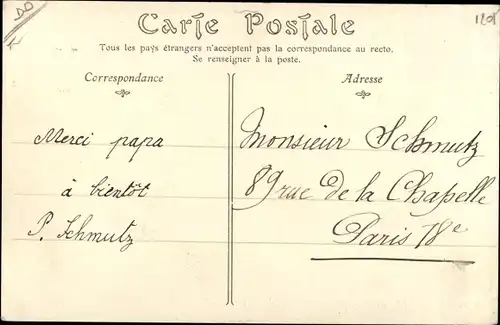 Carte Postale
Tous les pays étrangers n'acceptent pas la correspondance au recto.
Se renseigner à la poste.
Correspondance
Adresse
Merci papa
à bientôt
P. Schmutz
Monsieur Schmutz
89 rue de la Chapelle
Paris 18e